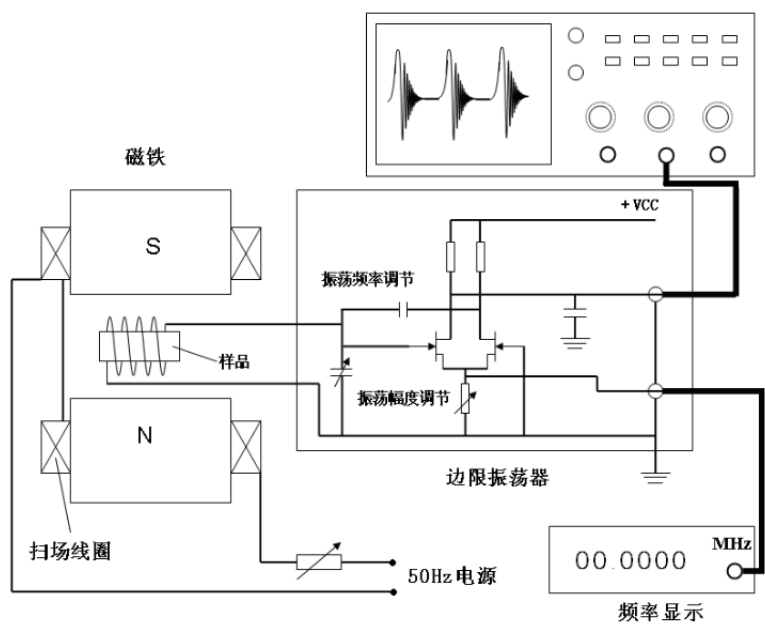 磁铁
S
+VCC
振荡频率调节
样品
振荡幅度调节
N
边限振荡器
扫场线圈
MHz
00.0000
50Hz电源
频率显示